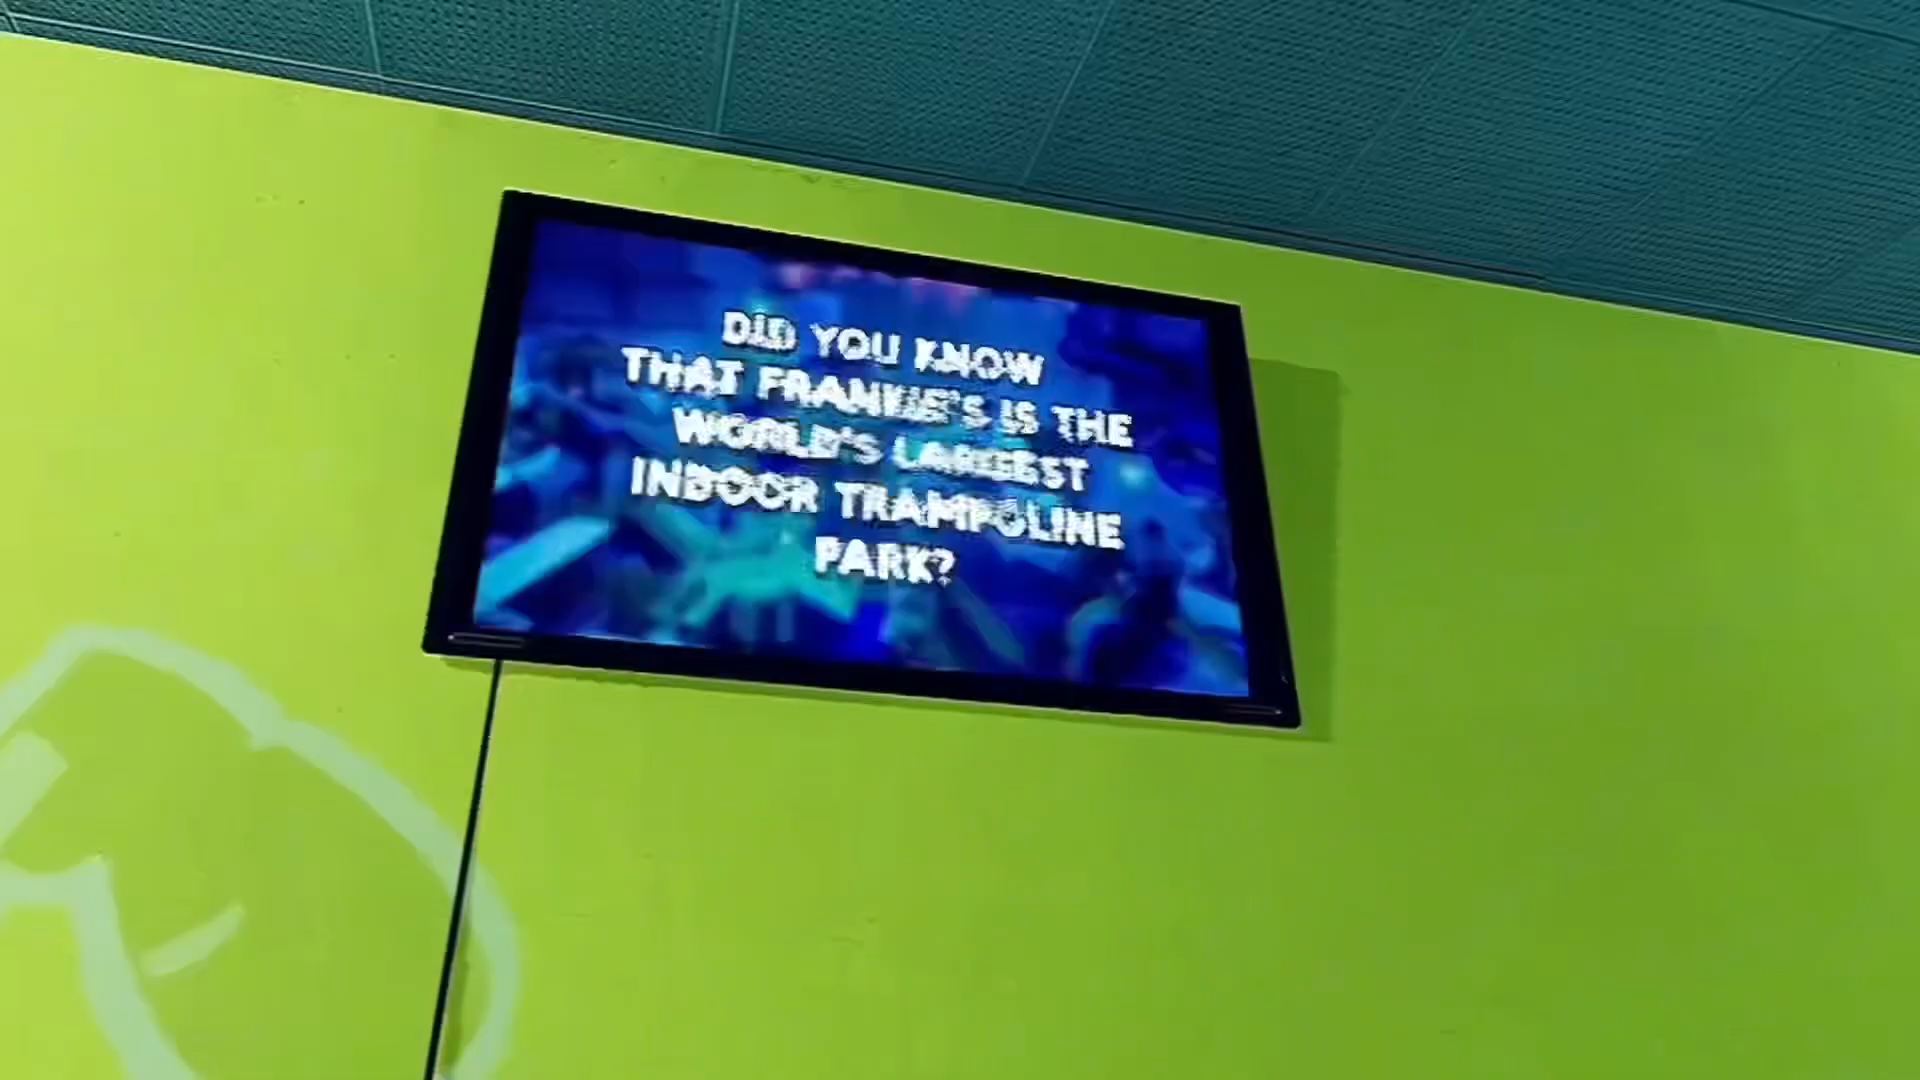 DID YOU KNOW
THAT FRANKIE'S IS THE
WORLD'S LARGEST
INDOOR TRAMPOLINE
PARK?